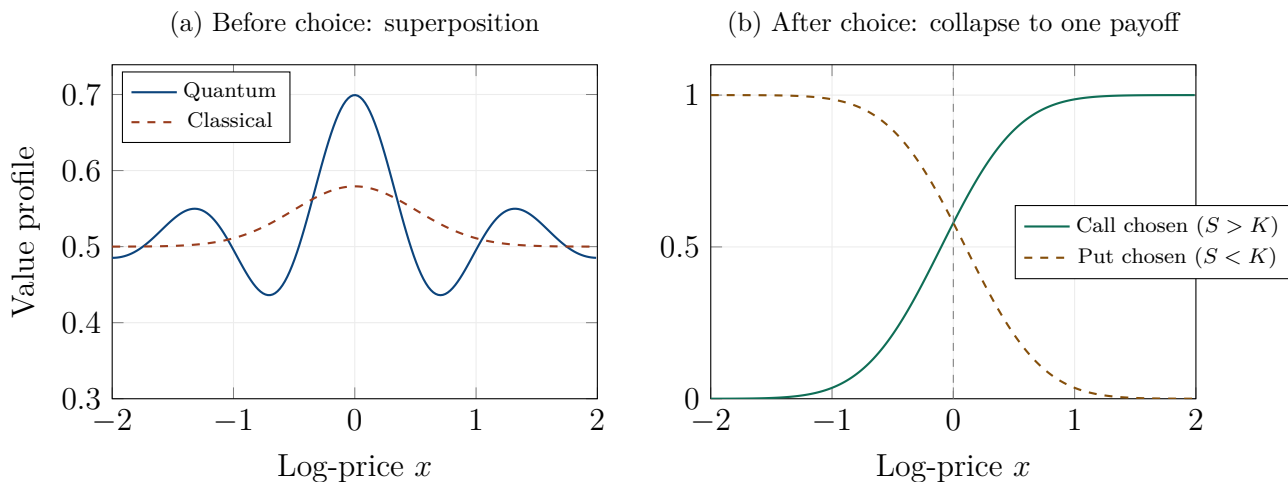 (a) Before choice: superposition
(b) After choice: collapse to one payoff
Quantum
Classical
0.7
0.6
0.5
0.4
0.3
Value profile
−2
−1
0
1
2
Log-price x
Call chosen (S > K)
Put chosen (S < K)
1
0.5
0
−2
−1
0
1
2
Log-price x